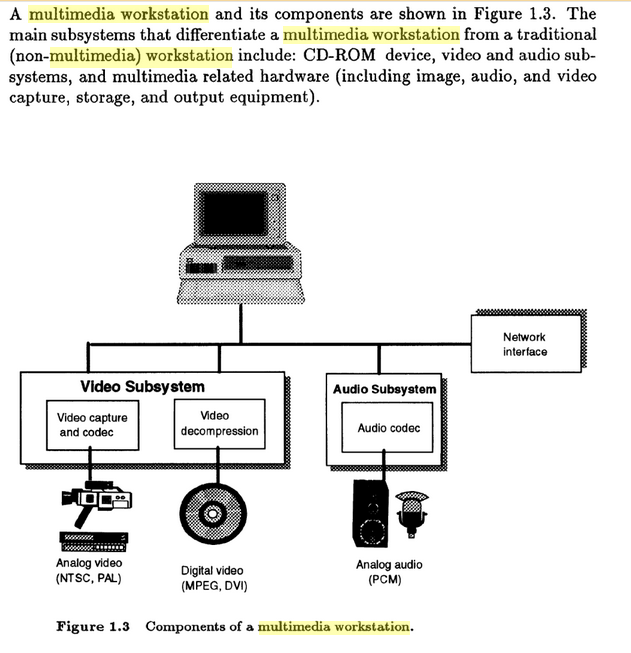 A multimedia workstation and its components are shown in Figure 1.3. The
main subsystems that differentiate a multimedia workstation from a traditional
(non-multimedia) workstation include: CD-ROM device, video and audio sub-
systems, and multimedia related hardware (including image, audio, and video
capture, storage, and output equipment).
Network
interface
Video Subsystem
Video capture
and codec
Video
decompression
Audio Subsystem
Audio codec
Analog video
(NTSC, PAL)
Digital video
(MPEG, DVI)
Analog audio
(PCM)
Figure 1.3 Components of a multimedia workstation.